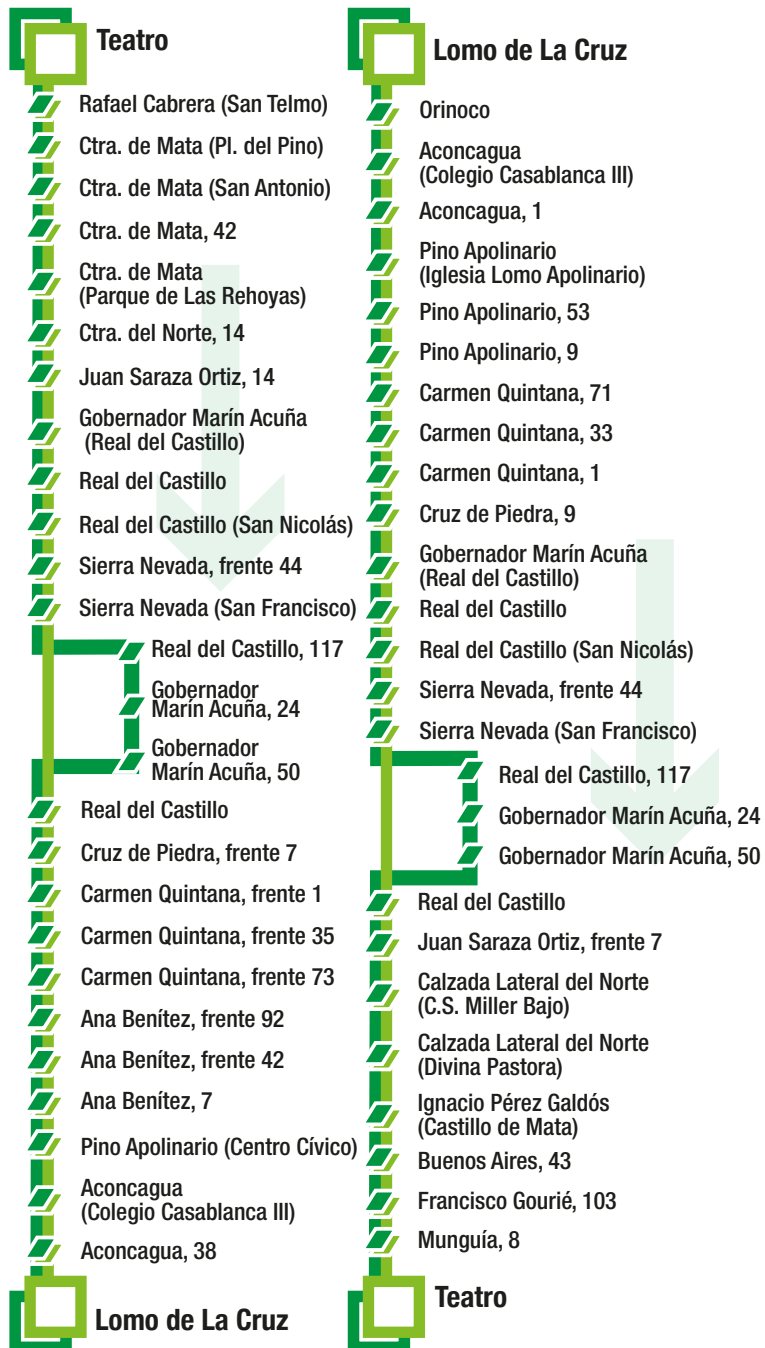 Teatro
Rafael Cabrera (San Telmo)
Ctra. de Mata (Pl. del Pino)
Ctra. de Mata (San Antonio)
Ctra. de Mata, 42
Ctra. de Mata
(Parque de Las Rehoyas)
Ctra. del Norte, 14
Juan Saraza Ortiz, 14
Gobernador Marín Acuña
(Real del Castillo)
Real del Castillo
Real del Castillo (San Nicolás)
Sierra Nevada, frente 44
Sierra Nevada (San Francisco)
Real del Castillo, 117
Gobernador
Marín Acuña, 24
Gobernador
Marín Acuña, 50
Real del Castillo
Cruz de Piedra, frente 7
Carmen Quintana, frente 1
Carmen Quintana, frente 35
Carmen Quintana, frente 73
Ana Benítez, frente 92
Ana Benítez, frente 42
Ana Benítez, 7
Pino Apolinario (Centro Cívico)
Aconcagua
(Colegio Casablanca III)
Aconcagua, 38
Lomo de La Cruz
Lomo de La Cruz
Orinoco
Aconcagua
(Colegio Casablanca III)
Aconcagua, 1
Pino Apolinario
(Iglesia Lomo Apolinario)
Pino Apolinario, 53
Pino Apolinario, 9
Carmen Quintana, 71
Carmen Quintana, 33
Carmen Quintana, 1
Cruz de Piedra, 9
Gobernador Marín Acuña
(Real del Castillo)
Real del Castillo
Real del Castillo (San Nicolás)
Sierra Nevada, frente 44
Sierra Nevada (San Francisco)
Real del Castillo, 117
Gobernador Marín Acuña, 24
Gobernador Marín Acuña, 50
Real del Castillo
Juan Saraza Ortiz, frente 7
Calzada Lateral del Norte
(C.S. Miller Bajo)
Calzada Lateral del Norte
(Divina Pastora)
Ignacio Pérez Galdós
(Castillo de Mata)
Buenos Aires, 43
Francisco Gourié, 103
Munguía, 8
Teatro